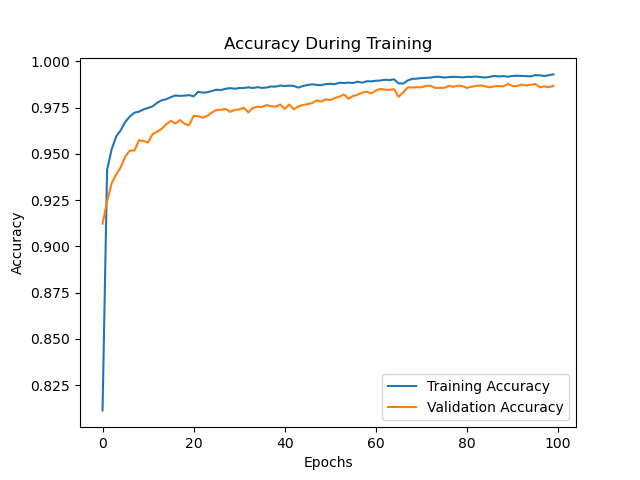 Accuracy During Training
1.000
0.975
0.950
0.925
0.900
0.875
0.850
0.825
Accuracy
Training Accuracy
Validation Accuracy
0 20 40 60 80 100
Epochs